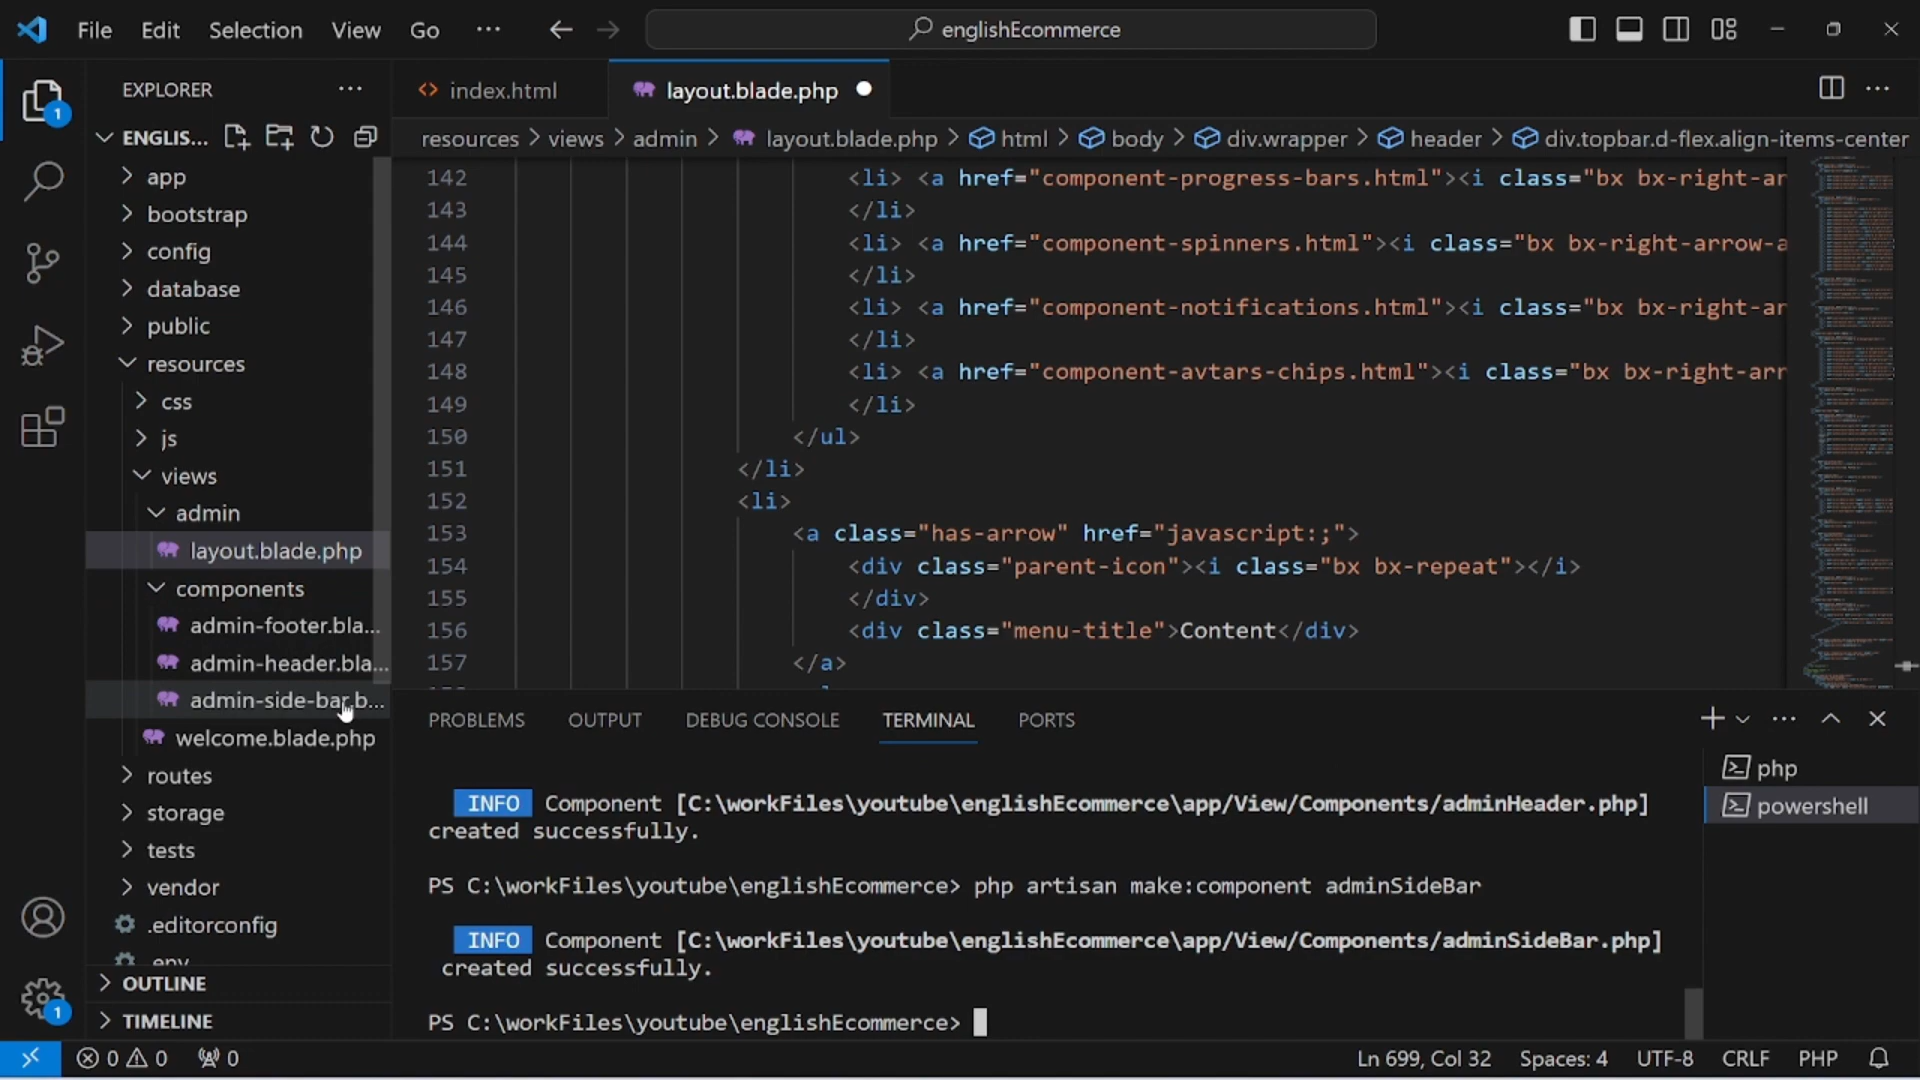 File Edit Selection View Go ··· englishEcommerce
EXPLORER
ENGLIS...
app
bootstrap
config
database
public
resources
css
js
views
admin
layout.blade.php
components
admin-footer.bla...
admin-header.bla...
admin-side-bar.b...
welcome.blade.php
routes
storage
tests
vendor
.editorconfig
.env
OUTLINE
TIMELINE
index.html layout.blade.php
resources > views > admin > layout.blade.php > html > body > div.wrapper > header > div.topbar.d-flex.align-items-center
142 <li> <a href="component-progress-bars.html"><i class="bx bx-right-ar
143 </li>
144 <li> <a href="component-spinners.html"><i class="bx bx-right-arrow-a
145 </li>
146 <li> <a href="component-notifications.html"><i class="bx bx-right-ar
147 </li>
148 <li> <a href="component-avtars-chips.html"><i class="bx bx-right-arr
149 </li>
150 </ul>
151 </li>
152 <li>
153 <a class="has-arrow" href="javascript:;">
154 <div class="parent-icon"><i class="bx bx-repeat"></i>
155 </div>
156 <div class="menu-title">Content</div>
157 </a>
PROBLEMS OUTPUT DEBUG CONSOLE TERMINAL PORTS
INFO Component [C:\workFiles\youtube\englishEcommerce\app/View/Components/adminHeader.php]
created successfully.
PS C:\workFiles\youtube\englishEcommerce> php artisan make:component adminSideBar
INFO Component [C:\workFiles\youtube\englishEcommerce\app/View/Components/adminSideBar.php]
created successfully.
PS C:\workFiles\youtube\englishEcommerce>
php
powershell
1
1
0 0 0 Ln 699, Col 32 Spaces: 4 UTF-8 CRLF PHP